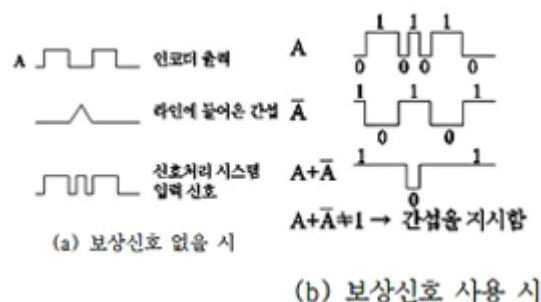 A 인코더 출력
라인에 들어온 간섭
신호처리 시스템
입력 신호
(a) 보상신호 없을 시
1 1 1
A
0 0 0 0
1 1 1
Ā
0 0
1 1
A+Ā
0
A+Ā≠1 → 간섭을 지시함
(b) 보상신호 사용 시